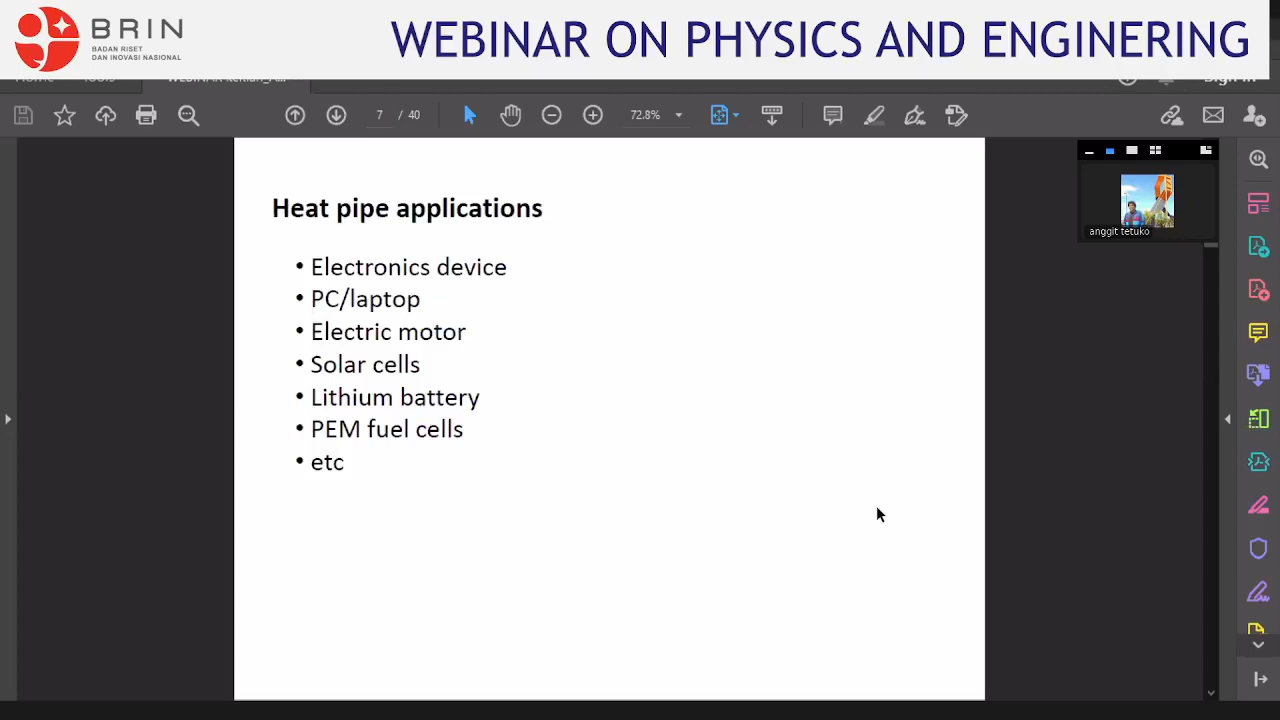 BRIN
BADAN RISET
DAN INOVASI NASIONAL
WEBINAR ON PHYSICS AND ENGINERING
7 / 40
72.8%
Heat pipe applications
• Electronics device
• PC/laptop
• Electric motor
• Solar cells
• Lithium battery
• PEM fuel cells
• etc
anggit tetuko